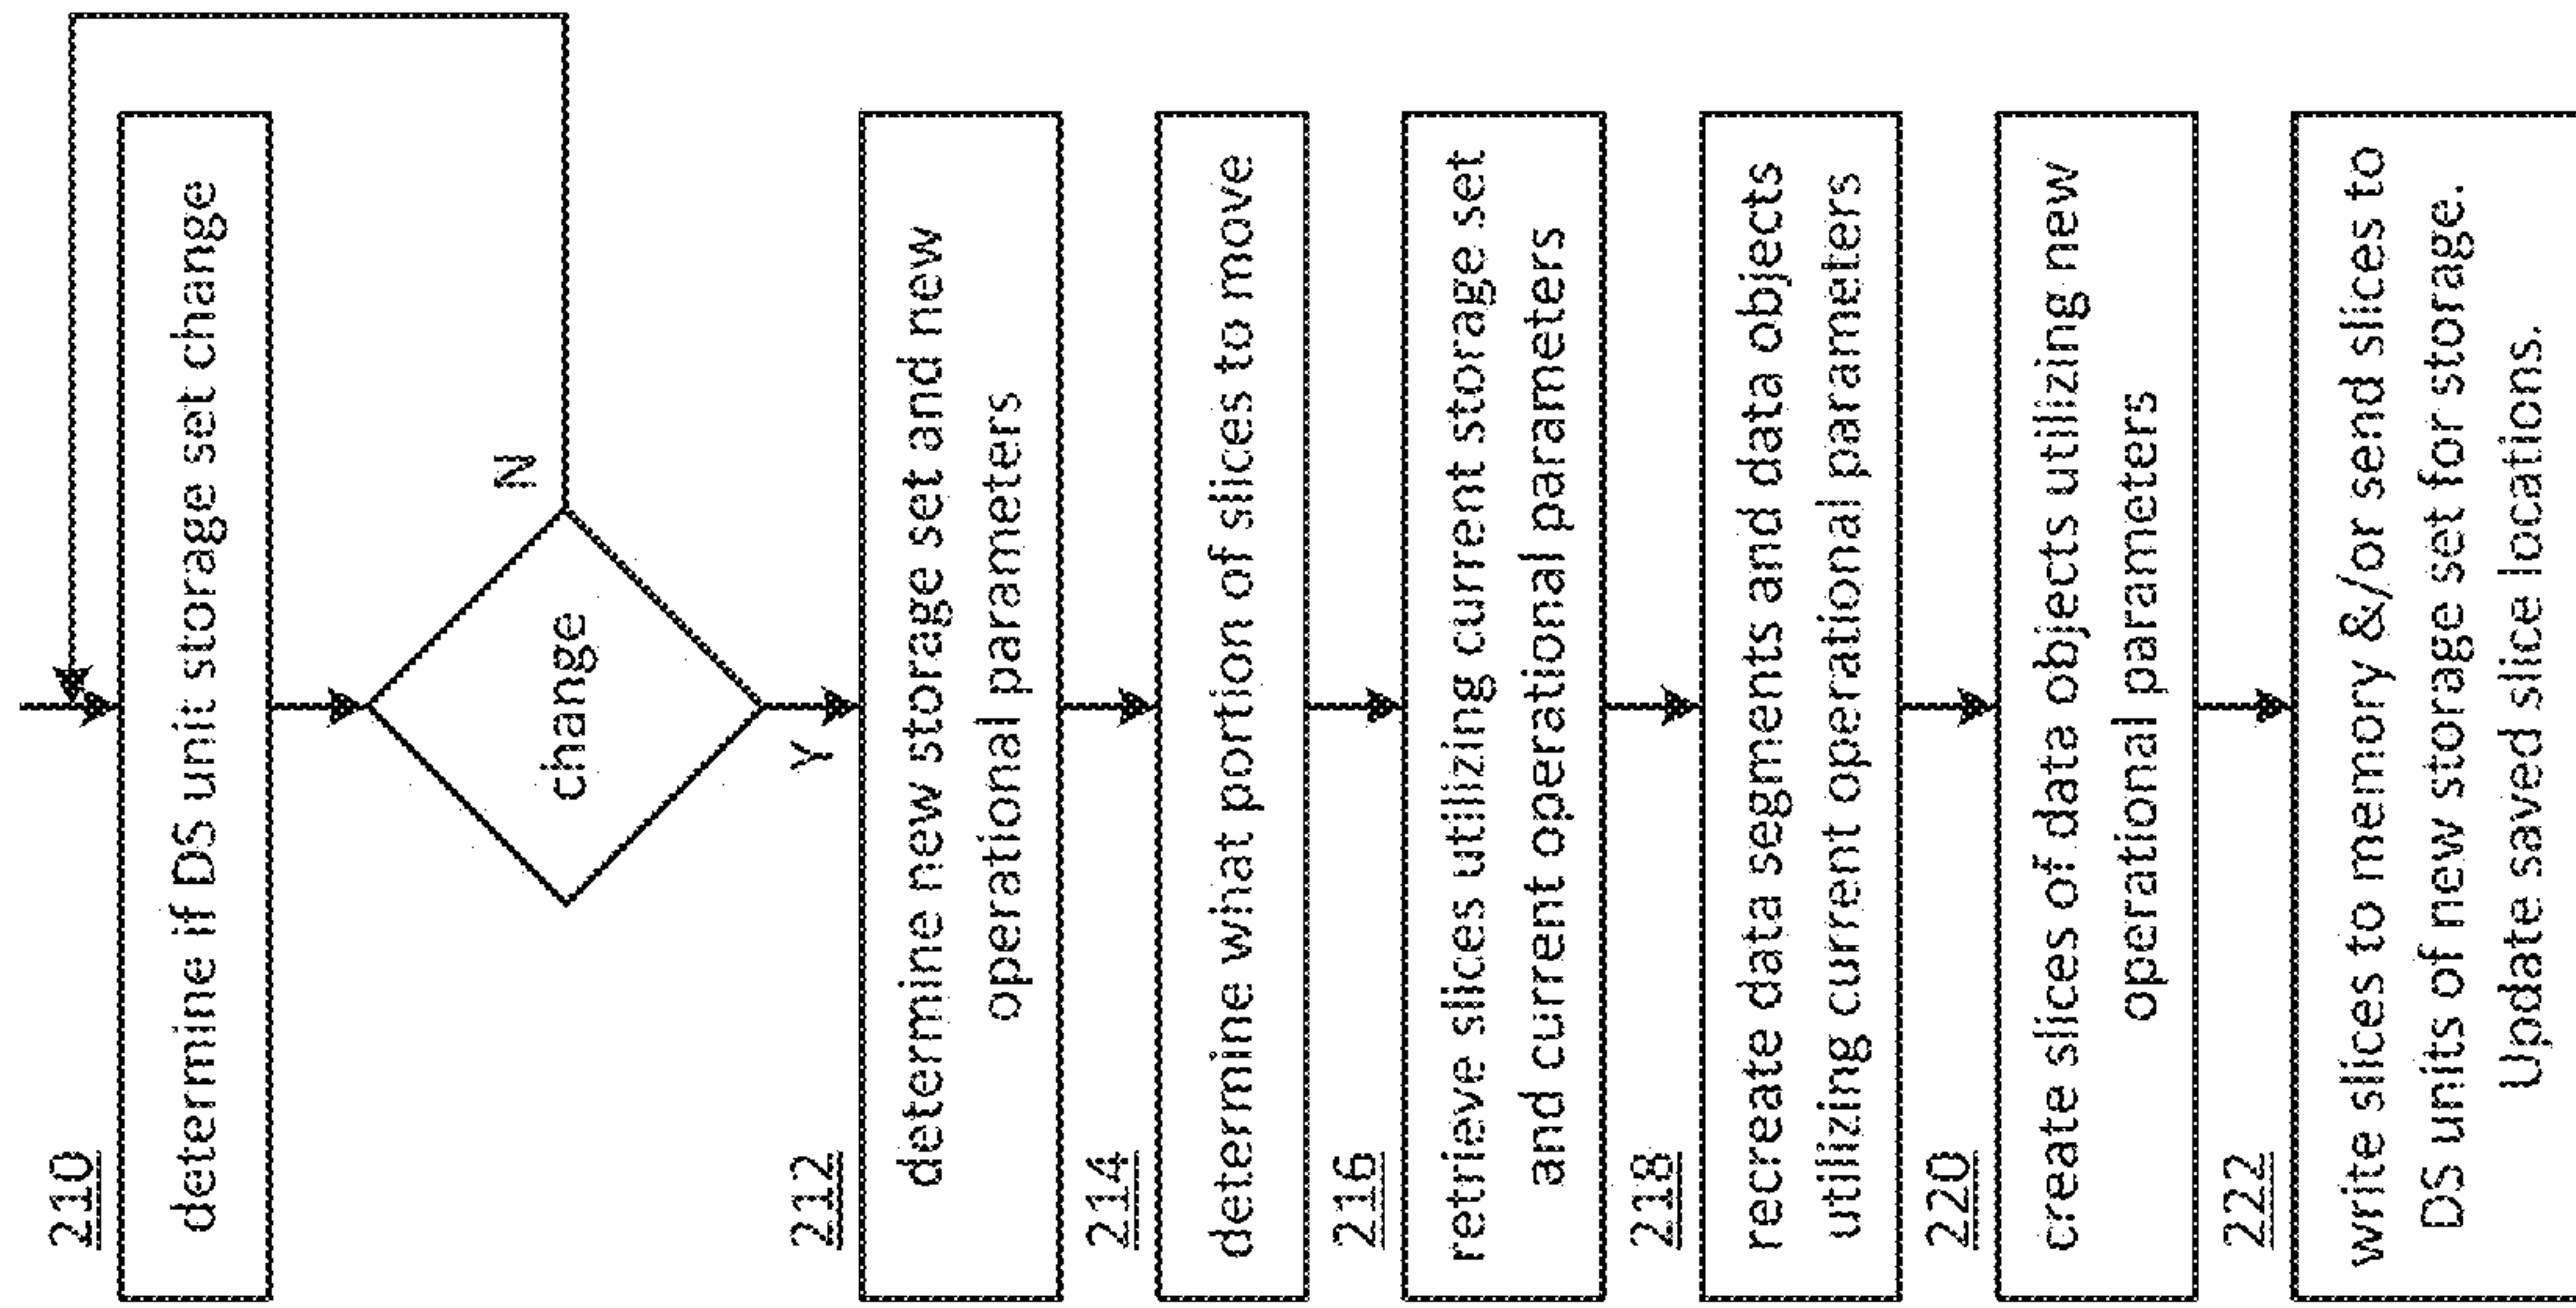 210
determine if DS unit storage set change
change
N
Y
212
determine new storage set and new
operational parameters
214
determine what portion of slices to move
216
retrieve slices utilizing current storage set
and current operational parameters
218
recreate data segments and data objects
utilizing current operational parameters
220
create slices of data objects utilizing new
operational parameters
222
write slices to memory &/or send slices to
DS units of new storage set for storage.
Update saved slice locations.